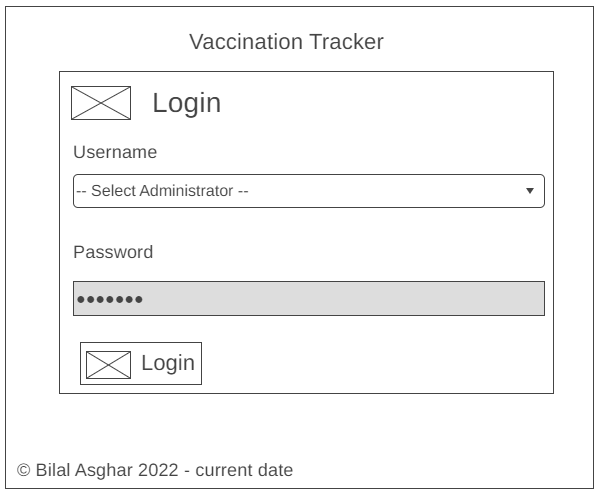 Vaccination Tracker
Login
Username
-- Select Administrator --
Password
●●●●●●●
Login
© Bilal Asghar 2022 - current date